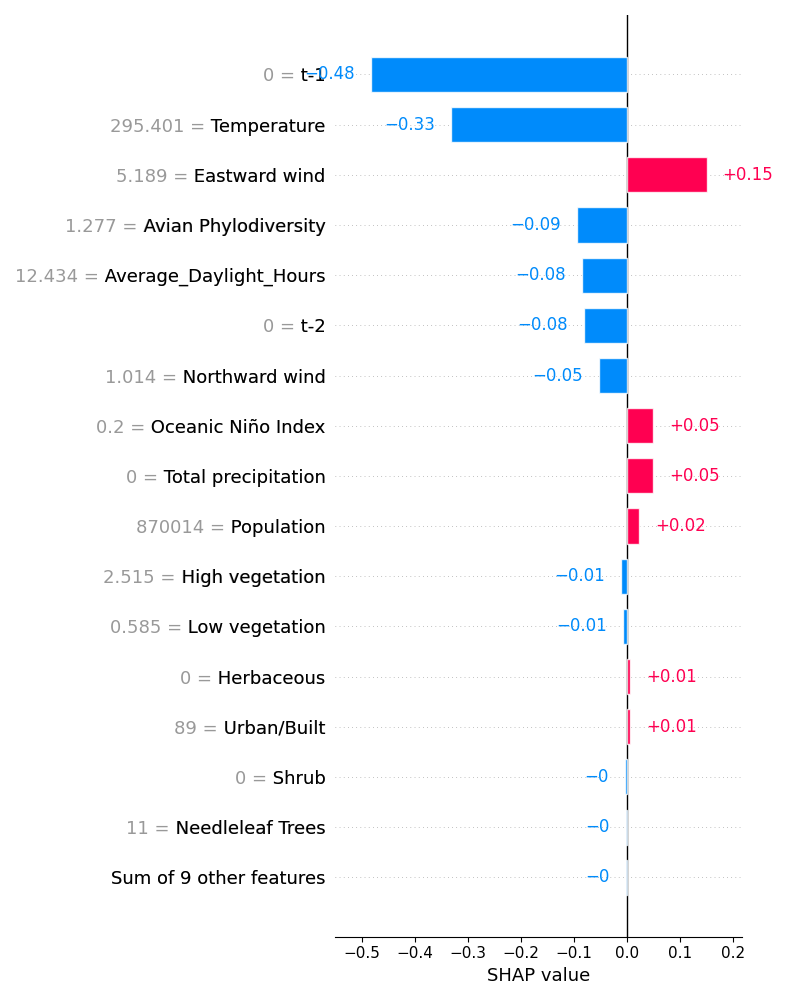 0 = t-1 −0.48
295.401 = Temperature −0.33
5.189 = Eastward wind +0.15
1.277 = Avian Phylodiversity −0.09
12.434 = Average_Daylight_Hours −0.08
0 = t-2 −0.08
1.014 = Northward wind −0.05
0.2 = Oceanic Niño Index +0.05
0 = Total precipitation +0.05
870014 = Population +0.02
2.515 = High vegetation −0.01
0.585 = Low vegetation −0.01
0 = Herbaceous +0.01
89 = Urban/Built +0.01
0 = Shrub −0
11 = Needleleaf Trees −0
Sum of 9 other features −0
−0.5 −0.4 −0.3 −0.2 −0.1 0.0 0.1 0.2
SHAP value